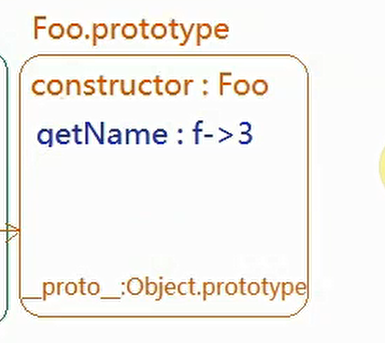 Foo.prototype
constructor : Foo
getName : f->3
__proto__:Object.prototype